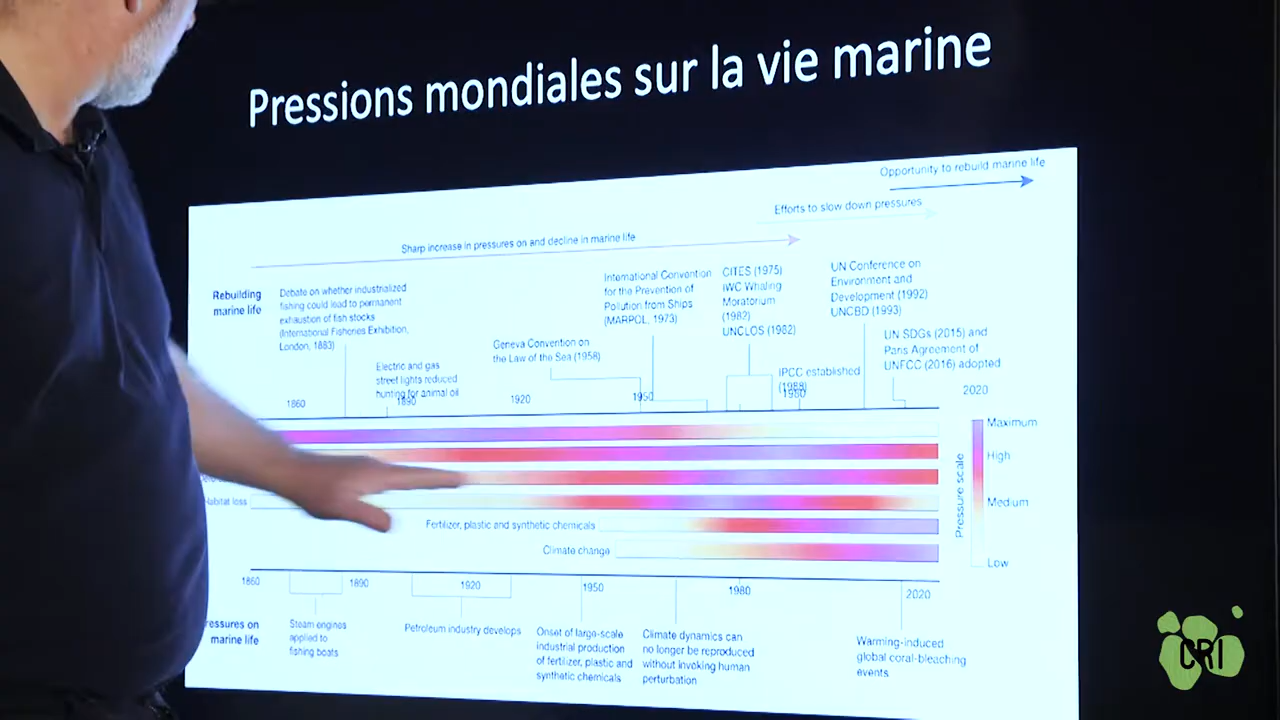 Pressions mondiales sur la vie marine
Opportunity to rebuild marine life
Efforts to slow down pressures
Sharp increase in pressures on and decline in marine life
Rebuilding
marine life
Debate on whether industrialized
fishing could lead to permanent
exhaustion of fish stocks
(International Fisheries Exhibition,
London, 1883)
Electric and gas
street lights reduced
hunting for animal oil
Geneva Convention on
the Law of the Sea (1958)
International Convention
for the Prevention of
Pollution from Ships
(MARPOL, 1973)
CITES (1975)
IWC Whaling
Moratorium
(1982)
UNCLOS (1982)
IPCC established
(1988)
UN Conference on
Environment and
Development (1992)
UNCBD (1993)
UN SDGs (2015) and
Paris Agreement of
UNFCC (2016) adopted
1860
1890
1920
1950
1980
2020
Habitat loss
Fertilizer, plastic and synthetic chemicals
Climate change
Pressure scale
Maximum
High
Medium
Low
1860
1890
1920
1950
1980
2020
marine life
Steam engines
applied to
fishing boats
Petroleum industry develops
Onset of large-scale
industrial production
of fertilizer, plastic and
synthetic chemicals
Climate dynamics can
no longer be reproduced
without invoking human
perturbation
Warming-induced
global coral-bleaching
events
CRI